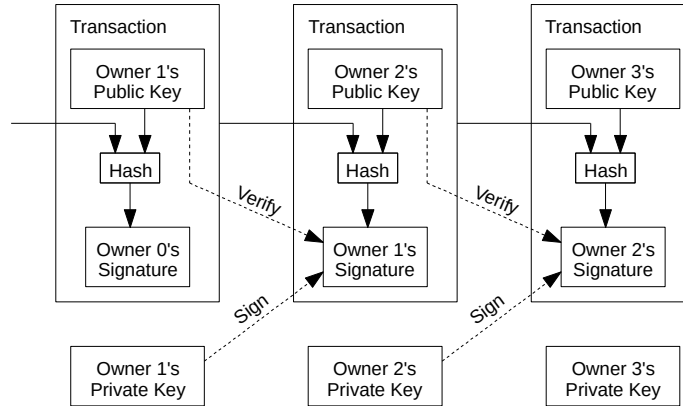 Transaction
Owner 1's
Public Key
Hash
Owner 0's
Signature
Transaction
Owner 2's
Public Key
Hash
Verify
Owner 1's
Signature
Transaction
Owner 3's
Public Key
Hash
Verify
Owner 2's
Signature
Sign
Sign
Owner 1's
Private Key
Owner 2's
Private Key
Owner 3's
Private Key